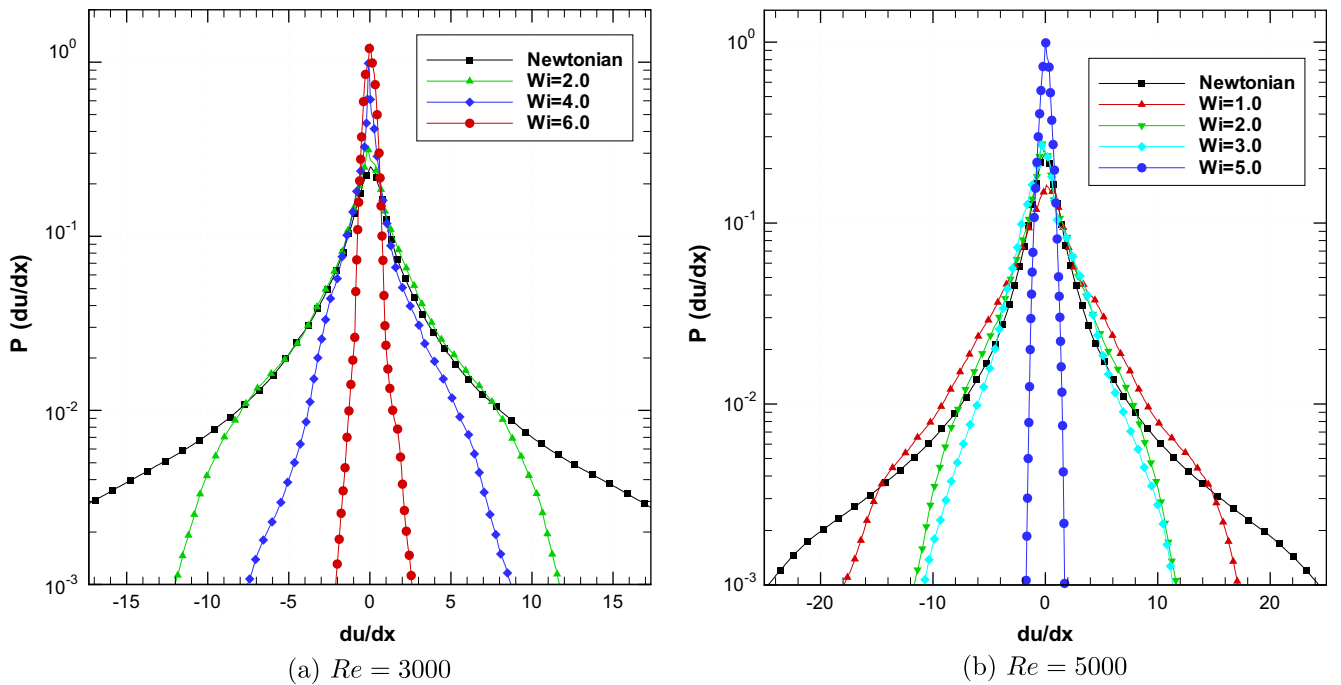 10^0
10^-1
10^-2
10^-3
P (du/dx)
-15 -10 -5 0 5 10 15
du/dx
Newtonian
Wi=2.0
Wi=4.0
Wi=6.0
(a) Re = 3000
10^0
10^-1
10^-2
10^-3
P (du/dx)
-20 -10 0 10 20
du/dx
Newtonian
Wi=1.0
Wi=2.0
Wi=3.0
Wi=5.0
(b) Re = 5000